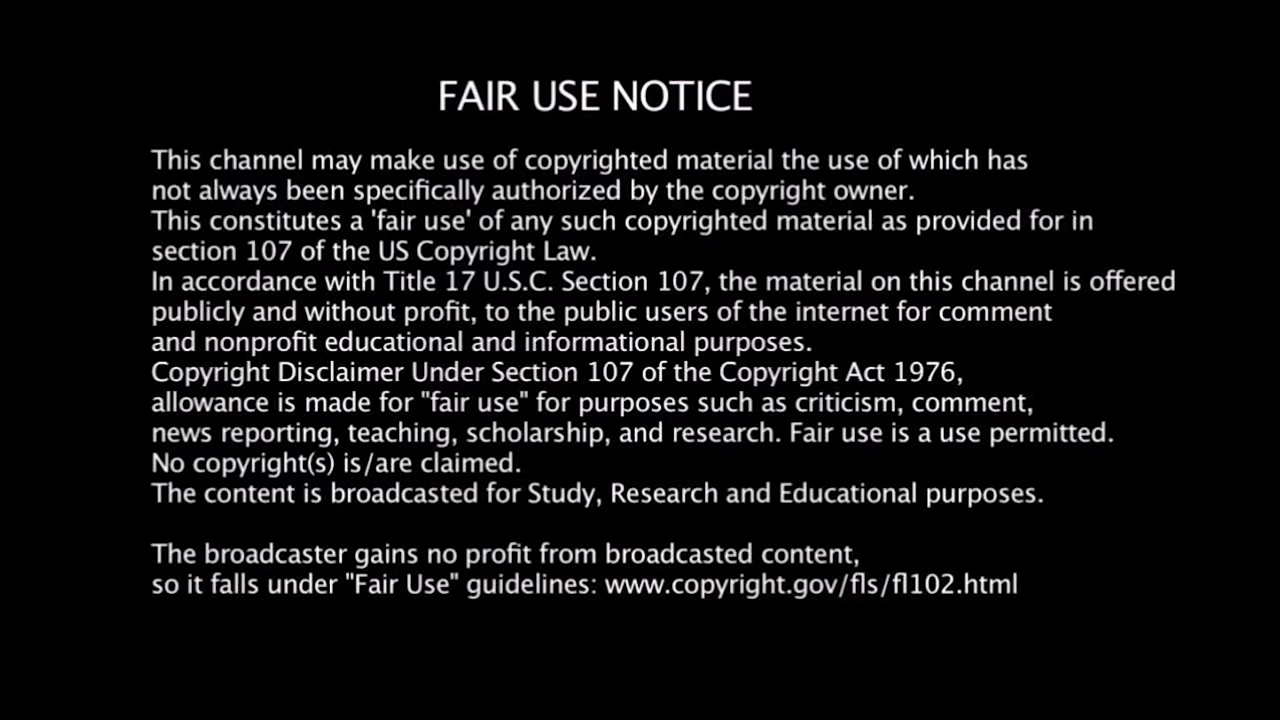 FAIR USE NOTICE
This channel may make use of copyrighted material the use of which has
not always been specifically authorized by the copyright owner.
This constitutes a 'fair use' of any such copyrighted material as provided for in
section 107 of the US Copyright Law.
In accordance with Title 17 U.S.C. Section 107, the material on this channel is offered
publicly and without profit, to the public users of the internet for comment
and nonprofit educational and informational purposes.
Copyright Disclaimer Under Section 107 of the Copyright Act 1976,
allowance is made for "fair use" for purposes such as criticism, comment,
news reporting, teaching, scholarship, and research. Fair use is a use permitted.
No copyright(s) is/are claimed.
The content is broadcasted for Study, Research and Educational purposes.
The broadcaster gains no profit from broadcasted content,
so it falls under "Fair Use" guidelines: www.copyright.gov/fls/fl102.html